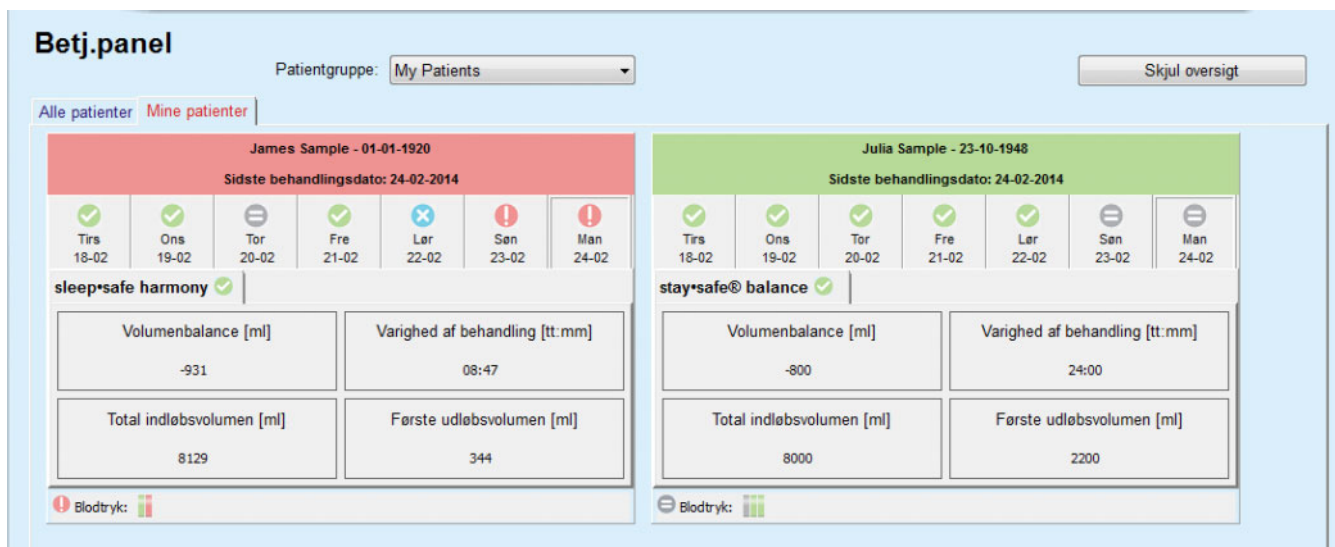 Betj.panel
Patientgruppe: My Patients
Skjul oversigt
Alle patienter Mine patienter
James Sample - 01-01-1920
Sidste behandlingsdato: 24-02-2014
Tirs Ons Tor Fre Lør Søn Man
18-02 19-02 20-02 21-02 22-02 23-02 24-02
sleep•safe harmony
Volumenbalance [ml] Varighed af behandling [tt:mm]
-931 08:47
Total indløbsvolumen [ml] Første udløbsvolumen [ml]
8129 344
Blodtryk:
Julia Sample - 23-10-1948
Sidste behandlingsdato: 24-02-2014
Tirs Ons Tor Fre Lør Søn Man
18-02 19-02 20-02 21-02 22-02 23-02 24-02
stay•safe® balance
Volumenbalance [ml] Varighed af behandling [tt:mm]
-800 24:00
Total indløbsvolumen [ml] Første udløbsvolumen [ml]
8000 2200
Blodtryk: